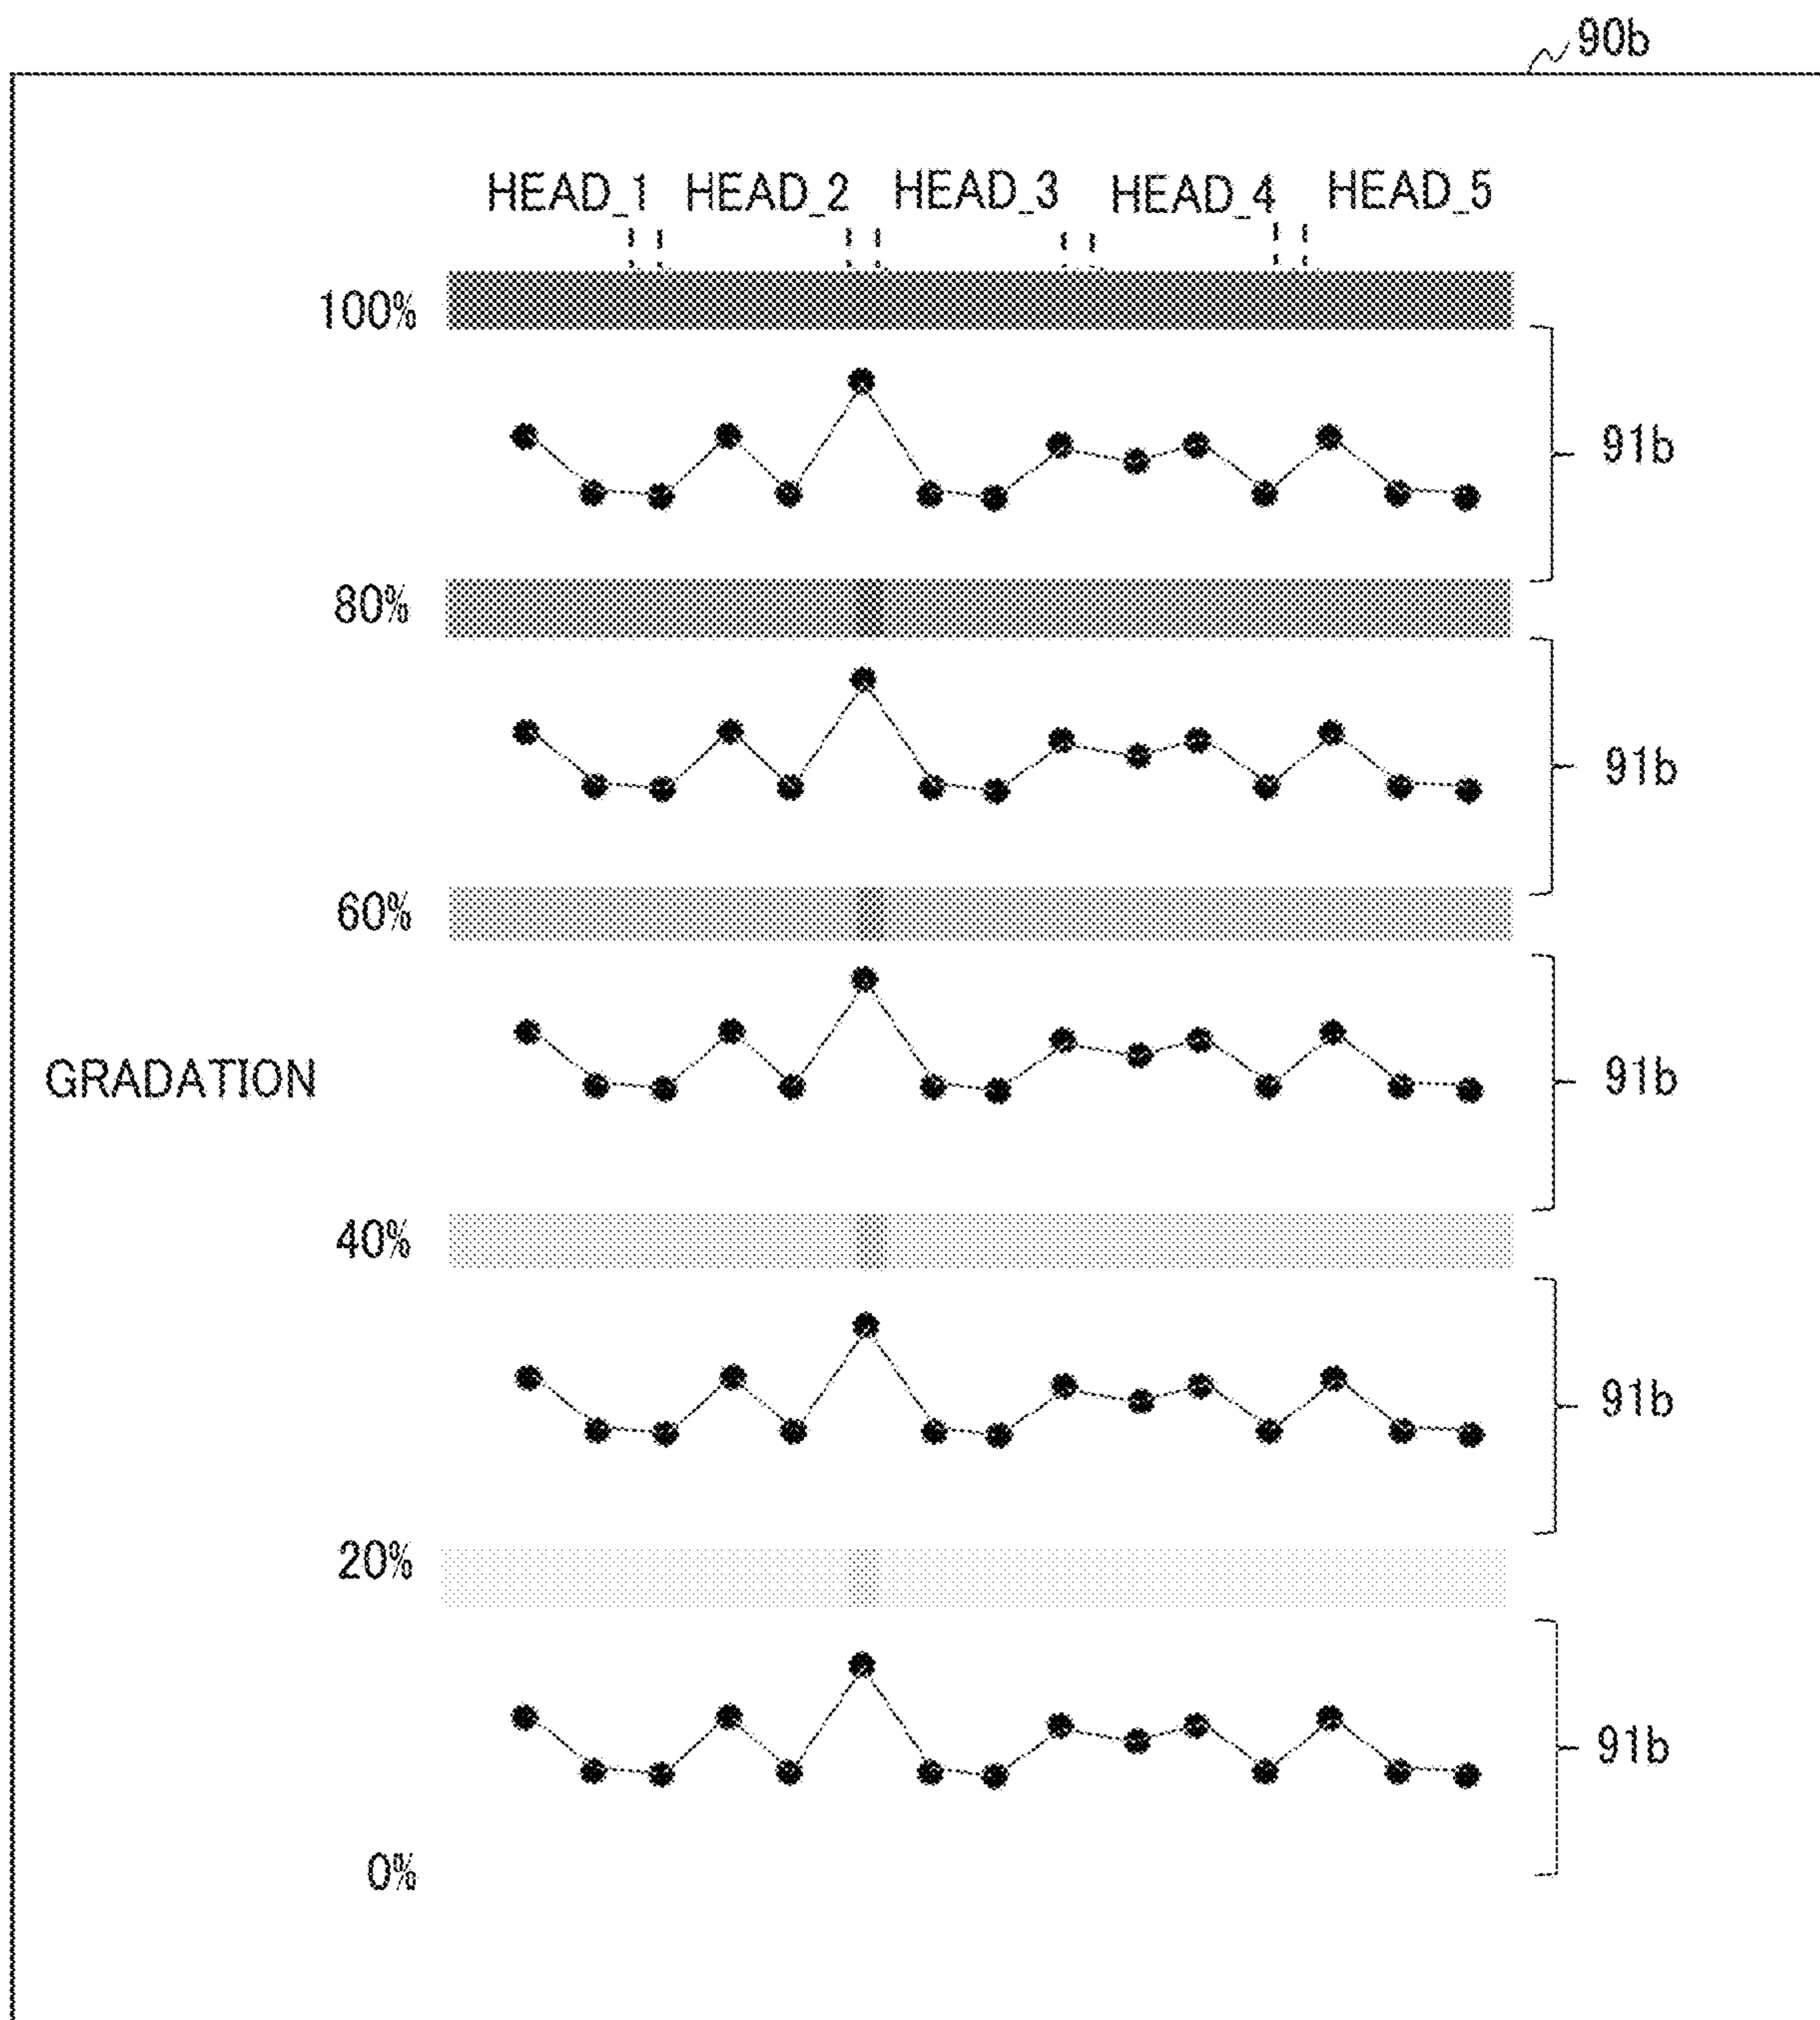 90b
HEAD_1 HEAD_2 HEAD_3 HEAD_4 HEAD_5
100%
91b
80%
91b
60%
GRADATION 91b
40%
91b
20%
91b
0%